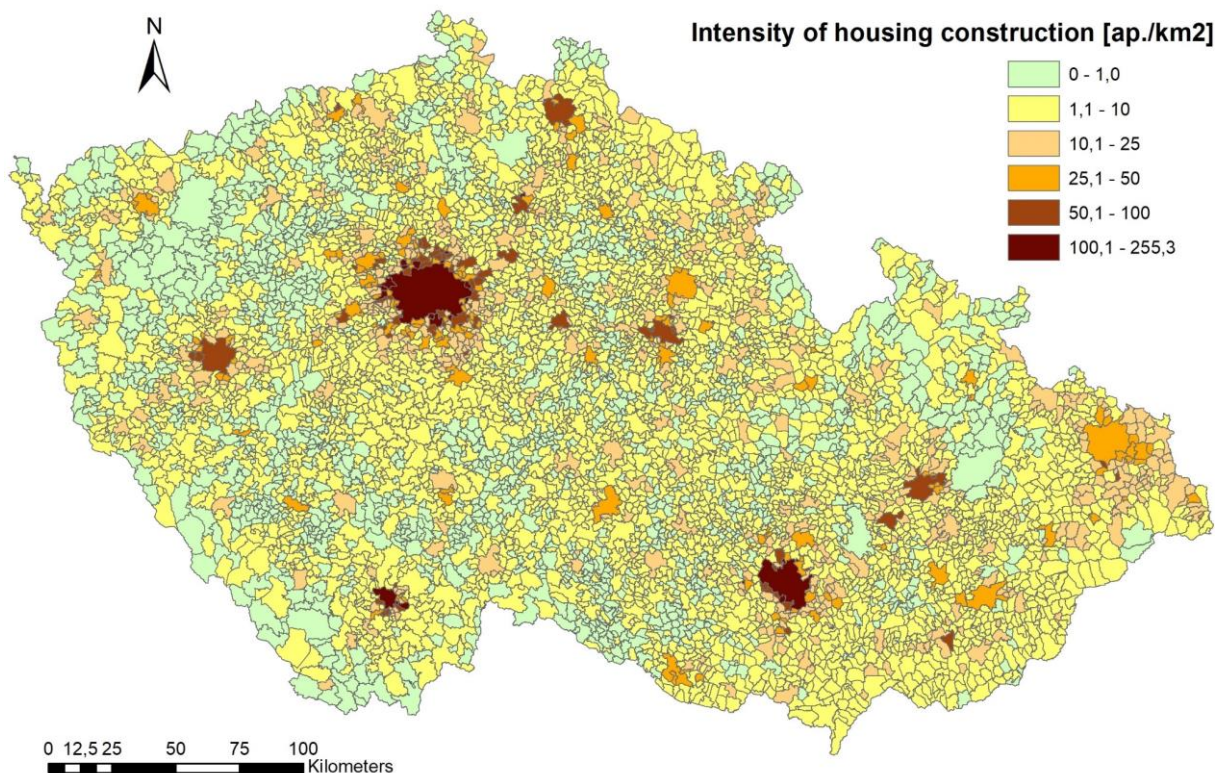 N
Intensity of housing construction [ap./km2]
0 - 1,0
1,1 - 10
10,1 - 25
25,1 - 50
50,1 - 100
100,1 - 255,3
0 12,5 25 50 75 100
Kilometers